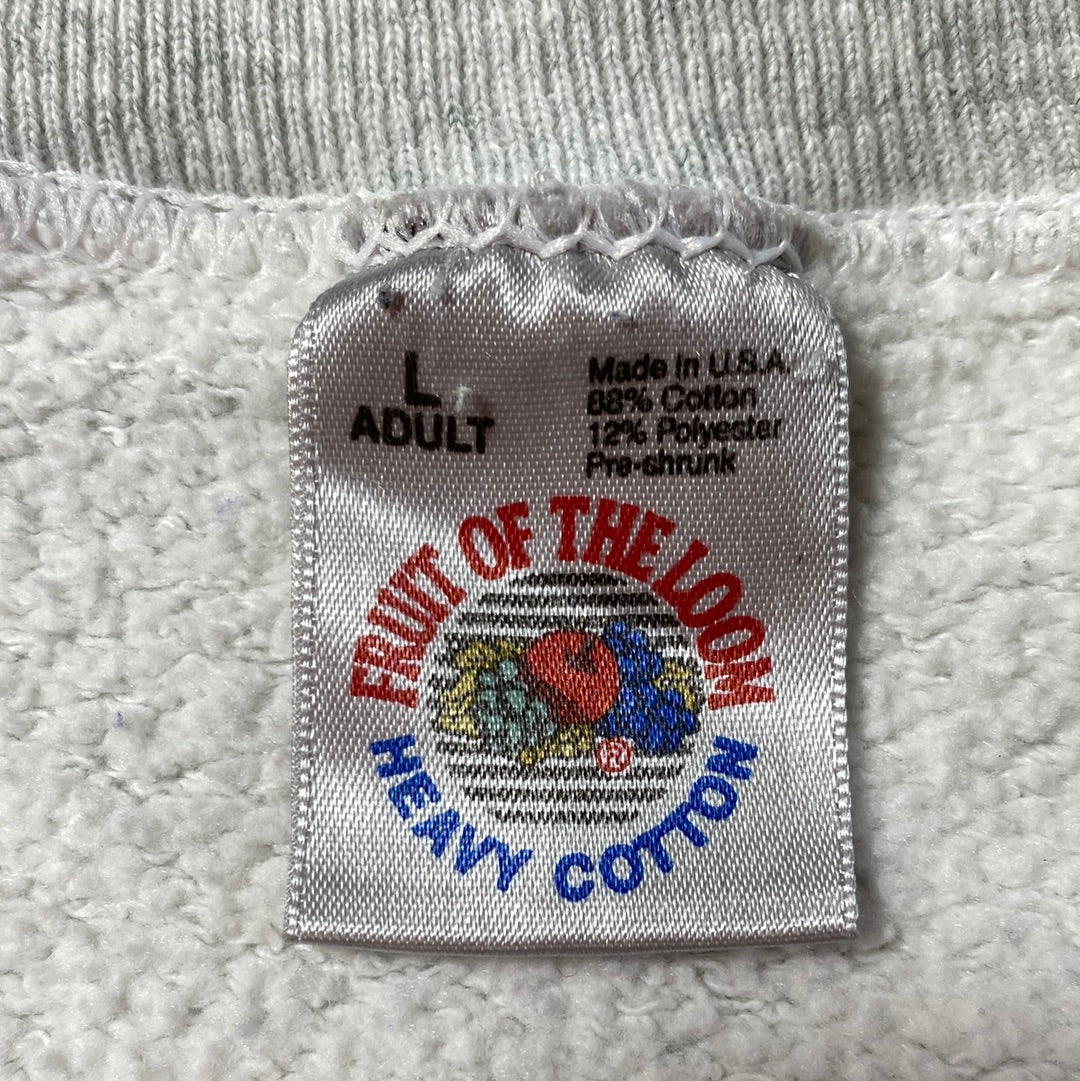 L
ADULT
Made in U.S.A.
88% Cotton
12% Polyester
Pre-shrunk
FRUIT OF THE LOOM
®
HEAVY COTTON